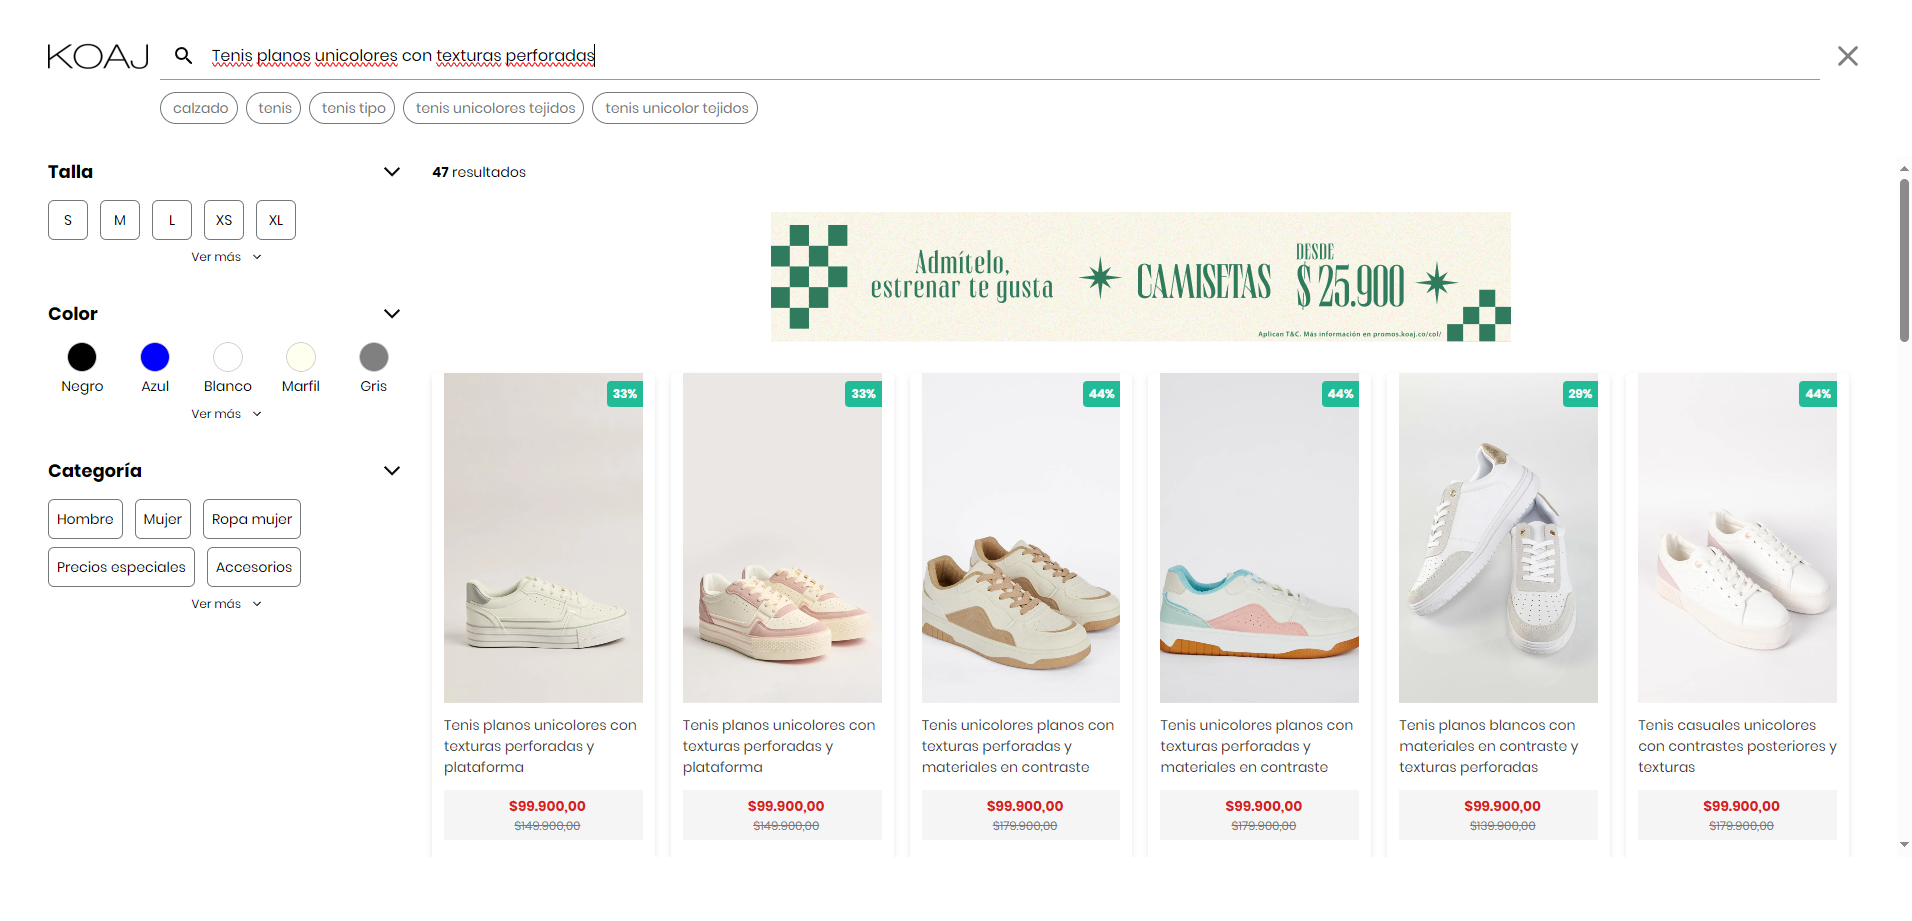 KOAJ
Tenis planos unicolores con texturas perforadas
calzado
tenis
tenis tipo
tenis unicolores tejidos
tenis unicolor tejidos
Talla
S
M
L
XS
XL
Ver más
Color
Negro
Azul
Blanco
Marfil
Gris
Ver más
Categoría
Hombre
Mujer
Ropa mujer
Precios especiales
Accesorios
Ver más
47 resultados
Admítelo,
estrenar te gusta
CAMISETAS
DESDE
$25.900
Aplican T&C. Más información en promos.koaj.co/col/
33%
Tenis planos unicolores con
texturas perforadas y
plataforma
$99.900,00
$149.900,00
33%
Tenis planos unicolores con
texturas perforadas y
plataforma
$99.900,00
$149.900,00
44%
Tenis unicolores planos con
texturas perforadas y
materiales en contraste
$99.900,00
$179.900,00
44%
Tenis unicolores planos con
texturas perforadas y
materiales en contraste
$99.900,00
$179.900,00
29%
Tenis planos blancos con
materiales en contraste y
texturas perforadas
$99.900,00
$139.900,00
44%
Tenis casuales unicolores
con contrastes posteriores y
texturas
$99.900,00
$179.900,00